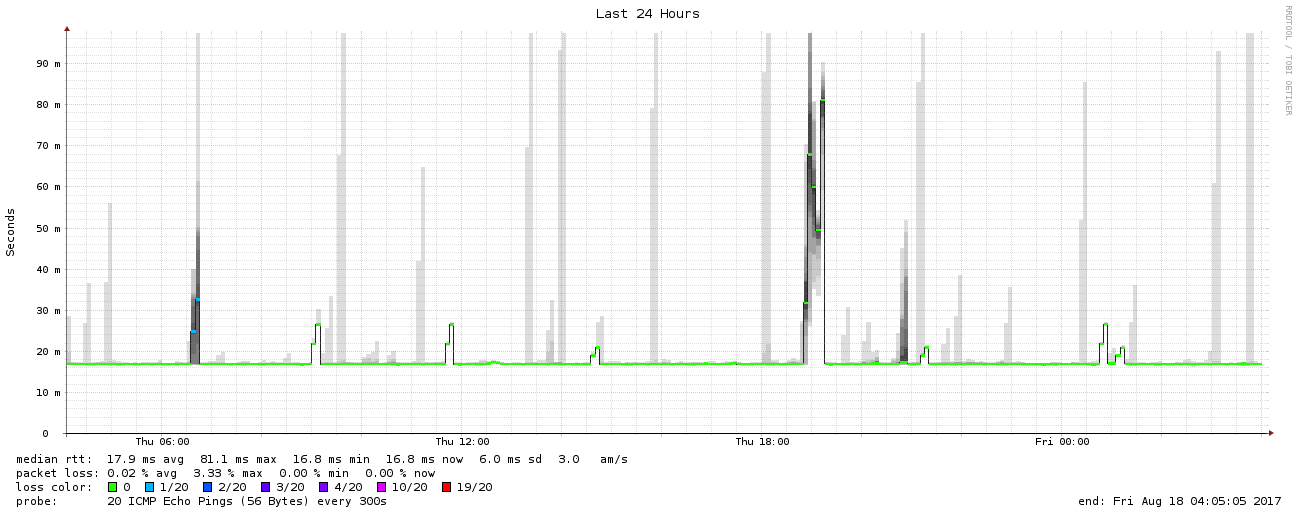 Last 24 Hours
RRDTOOL / TOBI OETIKER
Seconds
90 m
80 m
70 m
60 m
50 m
40 m
30 m
20 m
10 m
0
Thu 06:00 Thu 12:00 Thu 18:00 Fri 00:00
median rtt: 17.9 ms avg 81.1 ms max 16.8 ms min 16.8 ms now 6.0 ms sd 3.0 am/s
packet loss: 0.02 % avg 3.33 % max 0.00 % min 0.00 % now
loss color: 0 1/20 2/20 3/20 4/20 10/20 19/20
probe: 20 ICMP Echo Pings (56 Bytes) every 300s end: Fri Aug 18 04:05:05 2017